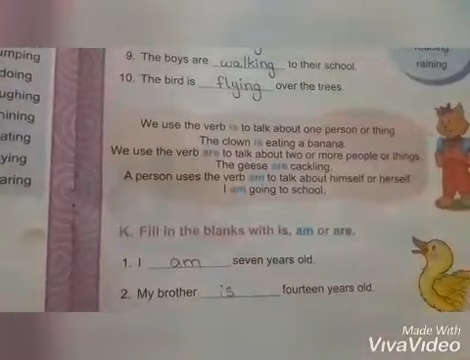 umping
doing
ughing
ining
ating
ying
aring
raining
9. The boys are walking to their school.
10. The bird is flying over the trees.
We use the verb is to talk about one person or thing.
The clown is eating a banana.
We use the verb are to talk about two or more people or things.
The geese are cackling.
A person uses the verb am to talk about himself or herself.
I am going to school.
K. Fill in the blanks with is, am or are.
1. I am seven years old.
2. My brother is fourteen years old.
Made With
VivaVideo